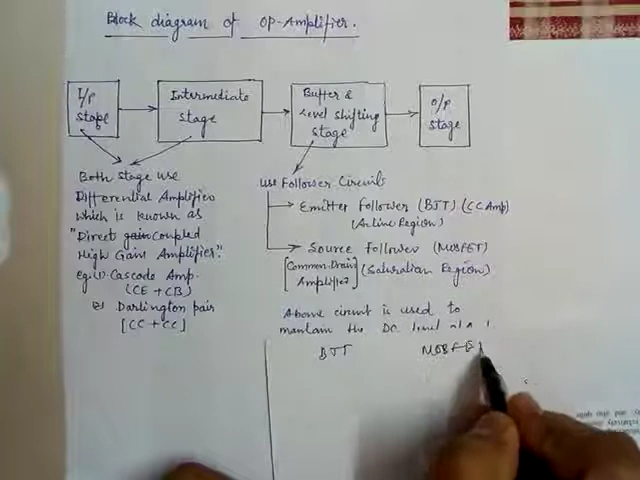 Block diagram of OP-Amplifier.
I/P stage
Intermediate stage
Buffer & Level shifting stage
O/P stage
Both stage use
Differential Amplifier
which is known as
"Direct coupled
High Gain Amplifier."
eg. (1) Cascode Amp.
(CE + CB)
(2) Darlington pair
[CC + CC]
use Follower Circuits
Emitter Follower (BJT) (CC Amp)
(Active Region)
Source Follower (MOSFET)
[Common-Drain Amplifier] (Saturation Region)
Above circuit is used to
maintain the DC level
BJT MOSFE